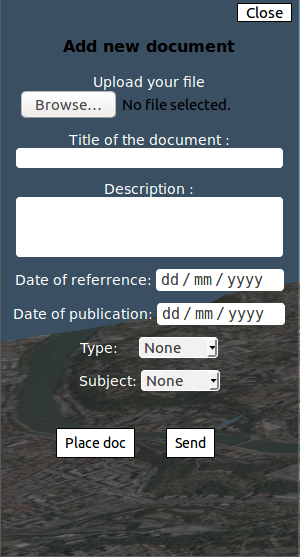 Close
Add new document
Upload your file
Browse... No file selected.
Title of the document :
Description :
Date of referrence: dd / mm / yyyy
Date of publication: dd / mm / yyyy
Type: None
Subject: None
Place doc Send